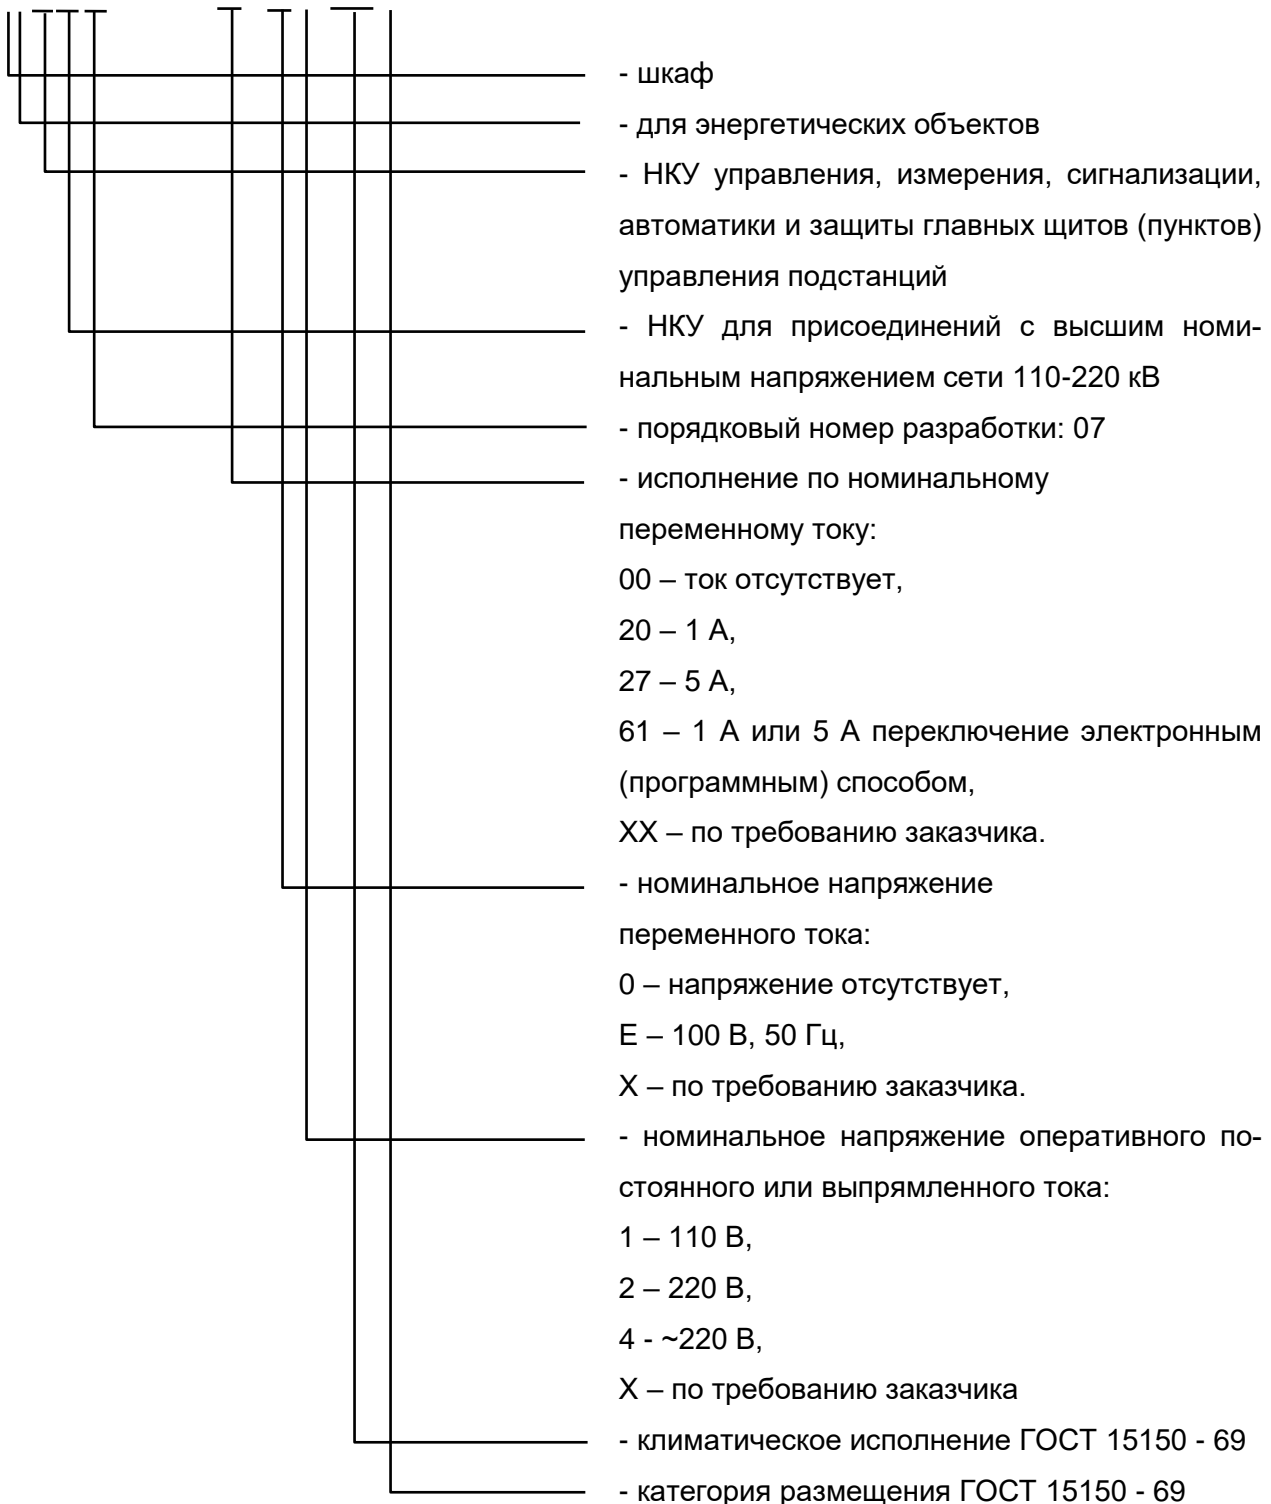 - шкаф
- для энергетических объектов
- НКУ управления, измерения, сигнализации,
автоматики и защиты главных щитов (пунктов)
управления подстанций
- НКУ для присоединений с высшим номи-
нальным напряжением сети 110-220 кВ
- порядковый номер разработки: 07
- исполнение по номинальному
переменному току:
00 – ток отсутствует,
20 – 1 А,
27 – 5 А,
61 – 1 А или 5 А переключение электронным
(программным) способом,
ХХ – по требованию заказчика.
- номинальное напряжение
переменного тока:
0 – напряжение отсутствует,
Е – 100 В, 50 Гц,
Х – по требованию заказчика.
- номинальное напряжение оперативного по-
стоянного или выпрямленного тока:
1 – 110 В,
2 – 220 В,
4 - ~220 В,
Х – по требованию заказчика
- климатическое исполнение ГОСТ 15150 - 69
- категория размещения ГОСТ 15150 - 69